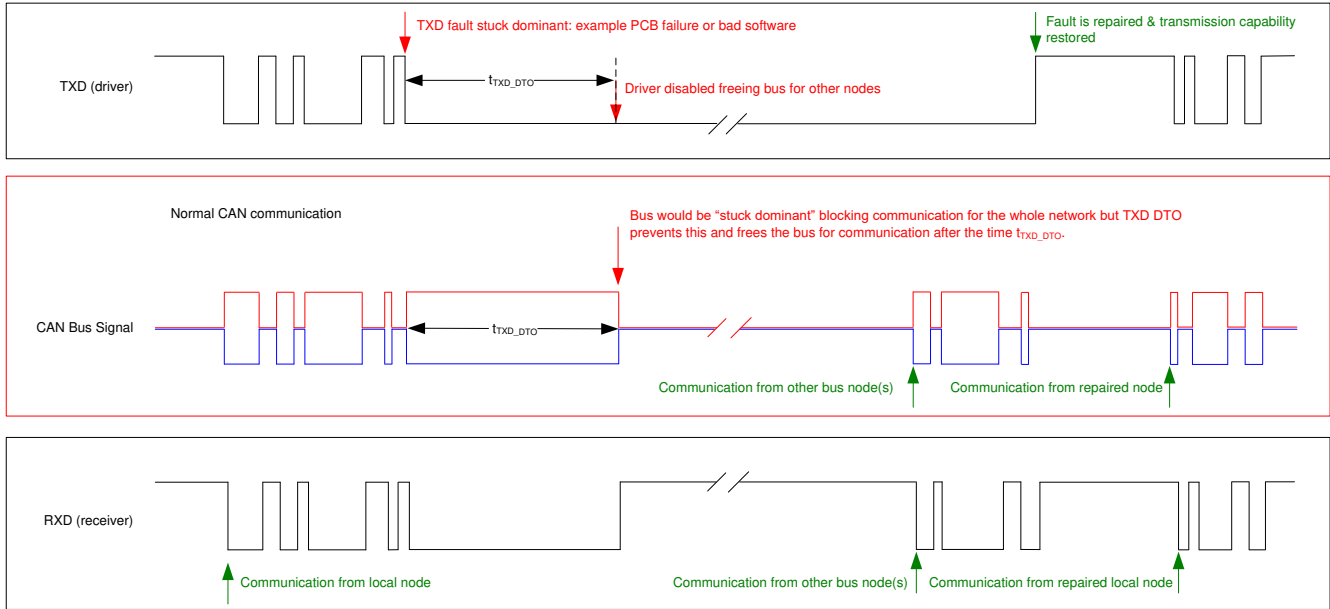 TXD fault stuck dominant: example PCB failure or bad software
Fault is repaired & transmission capability
restored
TXD (driver)
tTXD_DTO
Driver disabled freeing bus for other nodes
Normal CAN communication
Bus would be “stuck dominant” blocking communication for the whole network but TXD DTO
prevents this and frees the bus for communication after the time tTXD_DTO.
CAN Bus Signal
tTXD_DTO
Communication from other bus node(s)
Communication from repaired node
RXD (receiver)
Communication from local node
Communication from other bus node(s)
Communication from repaired local node